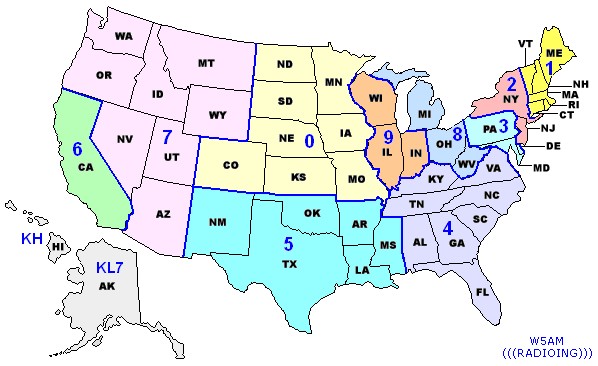 WA
MT
ND
MN
VT
ME
1
OR
ID
SD
WI
MI
2
NY
NH
MA
RI
CT
WY
NE
0
IA
9
IL
IN
OH
8
PA
3
NJ
DE
MD
6
CA
NV
7
UT
CO
KS
MO
WV
VA
KY
AZ
NM
OK
AR
TN
NC
SC
5
TX
LA
MS
AL
4
GA
FL
KH
HI
KL7
AK
W5AM
(((RADIOING)))